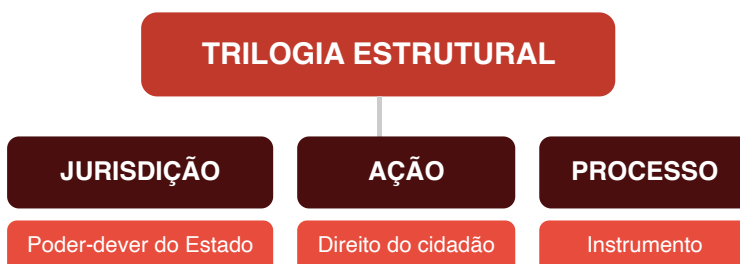 TRILOGIA ESTRUTURAL
JURISDIÇÃO
AÇÃO
PROCESSO
Poder-dever do Estado
Direito do cidadão
Instrumento